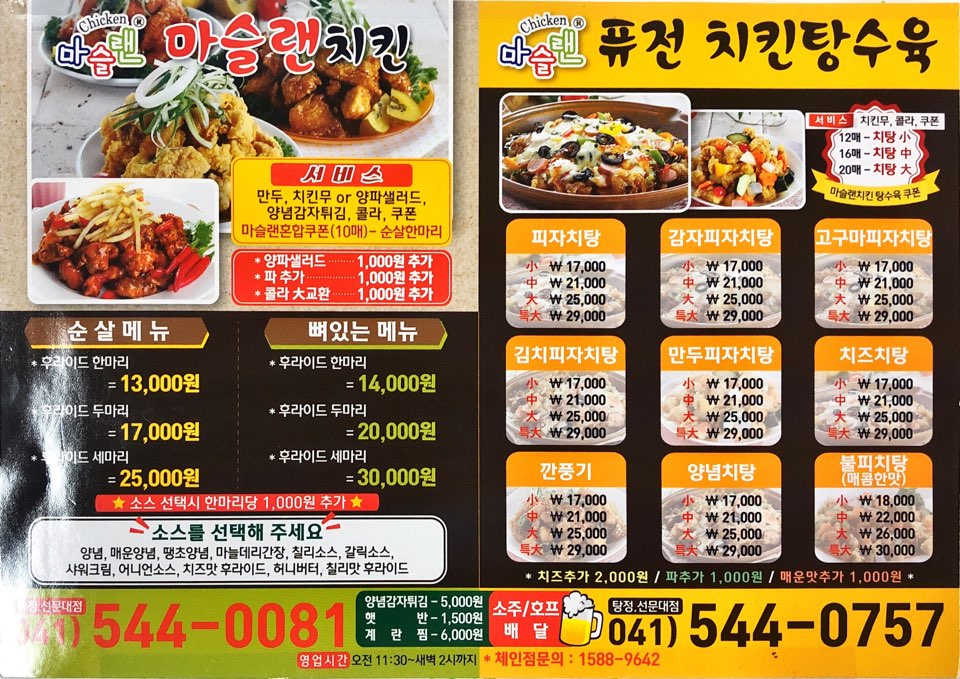 Chicken ®
마슬랜
마슬랜치킨
서비스
만두, 치킨무 or 양파샐러드,
양념감자튀김, 콜라, 쿠폰
마슬랜혼합쿠폰(10매)- 순살한마리
* 양파샐러드 ········ 1,000원 추가
* 파 추가 ············ 1,000원 추가
* 콜라 大교환 ······· 1,000원 추가
순살메뉴
* 후라이드 한마리
= 13,000원
* 후라이드 두마리
= 17,000원
* 후라이드 세마리
= 25,000원
뼈있는 메뉴
* 후라이드 한마리
= 14,000원
* 후라이드 두마리
= 20,000원
* 후라이드 세마리
= 30,000원
★ 소스 선택시 한마리당 1,000원 추가 ★
소스를 선택해 주세요
양념, 매운양념, 땡초양념, 마늘데리간장, 칠리소스, 갈릭소스,
샤워크림, 어니언소스, 치즈맛 후라이드, 허니버터, 칠리맛 후라이드
탕정.선문대점
041) 544-0081
양념감자튀김 - 5,000원
햇 반 - 1,500원
계 란 찜 - 6,000원
영업시간 오전 11:30~새벽 2시까지
Chicken ®
마슬랜
퓨전 치킨탕수육
서비스 치킨무, 콜라, 쿠폰
12매 - 치탕 小
16매 - 치탕 中
20매 - 치탕 大
마슬랜치킨 탕수육 쿠폰
피자치탕
小 ₩ 17,000
中 ₩ 21,000
大 ₩ 25,000
특大 ₩ 29,000
감자피자치탕
小 ₩ 17,000
中 ₩ 21,000
大 ₩ 25,000
특大 ₩ 29,000
고구마피자치탕
小 ₩ 17,000
中 ₩ 21,000
大 ₩ 25,000
특大 ₩ 29,000
김치피자치탕
小 ₩ 17,000
中 ₩ 21,000
大 ₩ 25,000
특大 ₩ 29,000
만두피자치탕
小 ₩ 17,000
中 ₩ 21,000
大 ₩ 25,000
특大 ₩ 29,000
치즈치탕
小 ₩ 17,000
中 ₩ 21,000
大 ₩ 25,000
특大 ₩ 29,000
깐풍기
小 ₩ 17,000
中 ₩ 21,000
大 ₩ 25,000
특大 ₩ 29,000
양념치탕
小 ₩ 17,000
中 ₩ 21,000
大 ₩ 25,000
특大 ₩ 29,000
불피치탕
(매콤한맛)
小 ₩ 18,000
中 ₩ 22,000
大 ₩ 26,000
특大 ₩ 30,000
* 치즈추가 2,000원 / 파추가 1,000원 / 매운맛추가 1,000원 *
소주/호프
배 달
탕정.선문대점
041) 544-0757
* 체인점문의 : 1588-9642